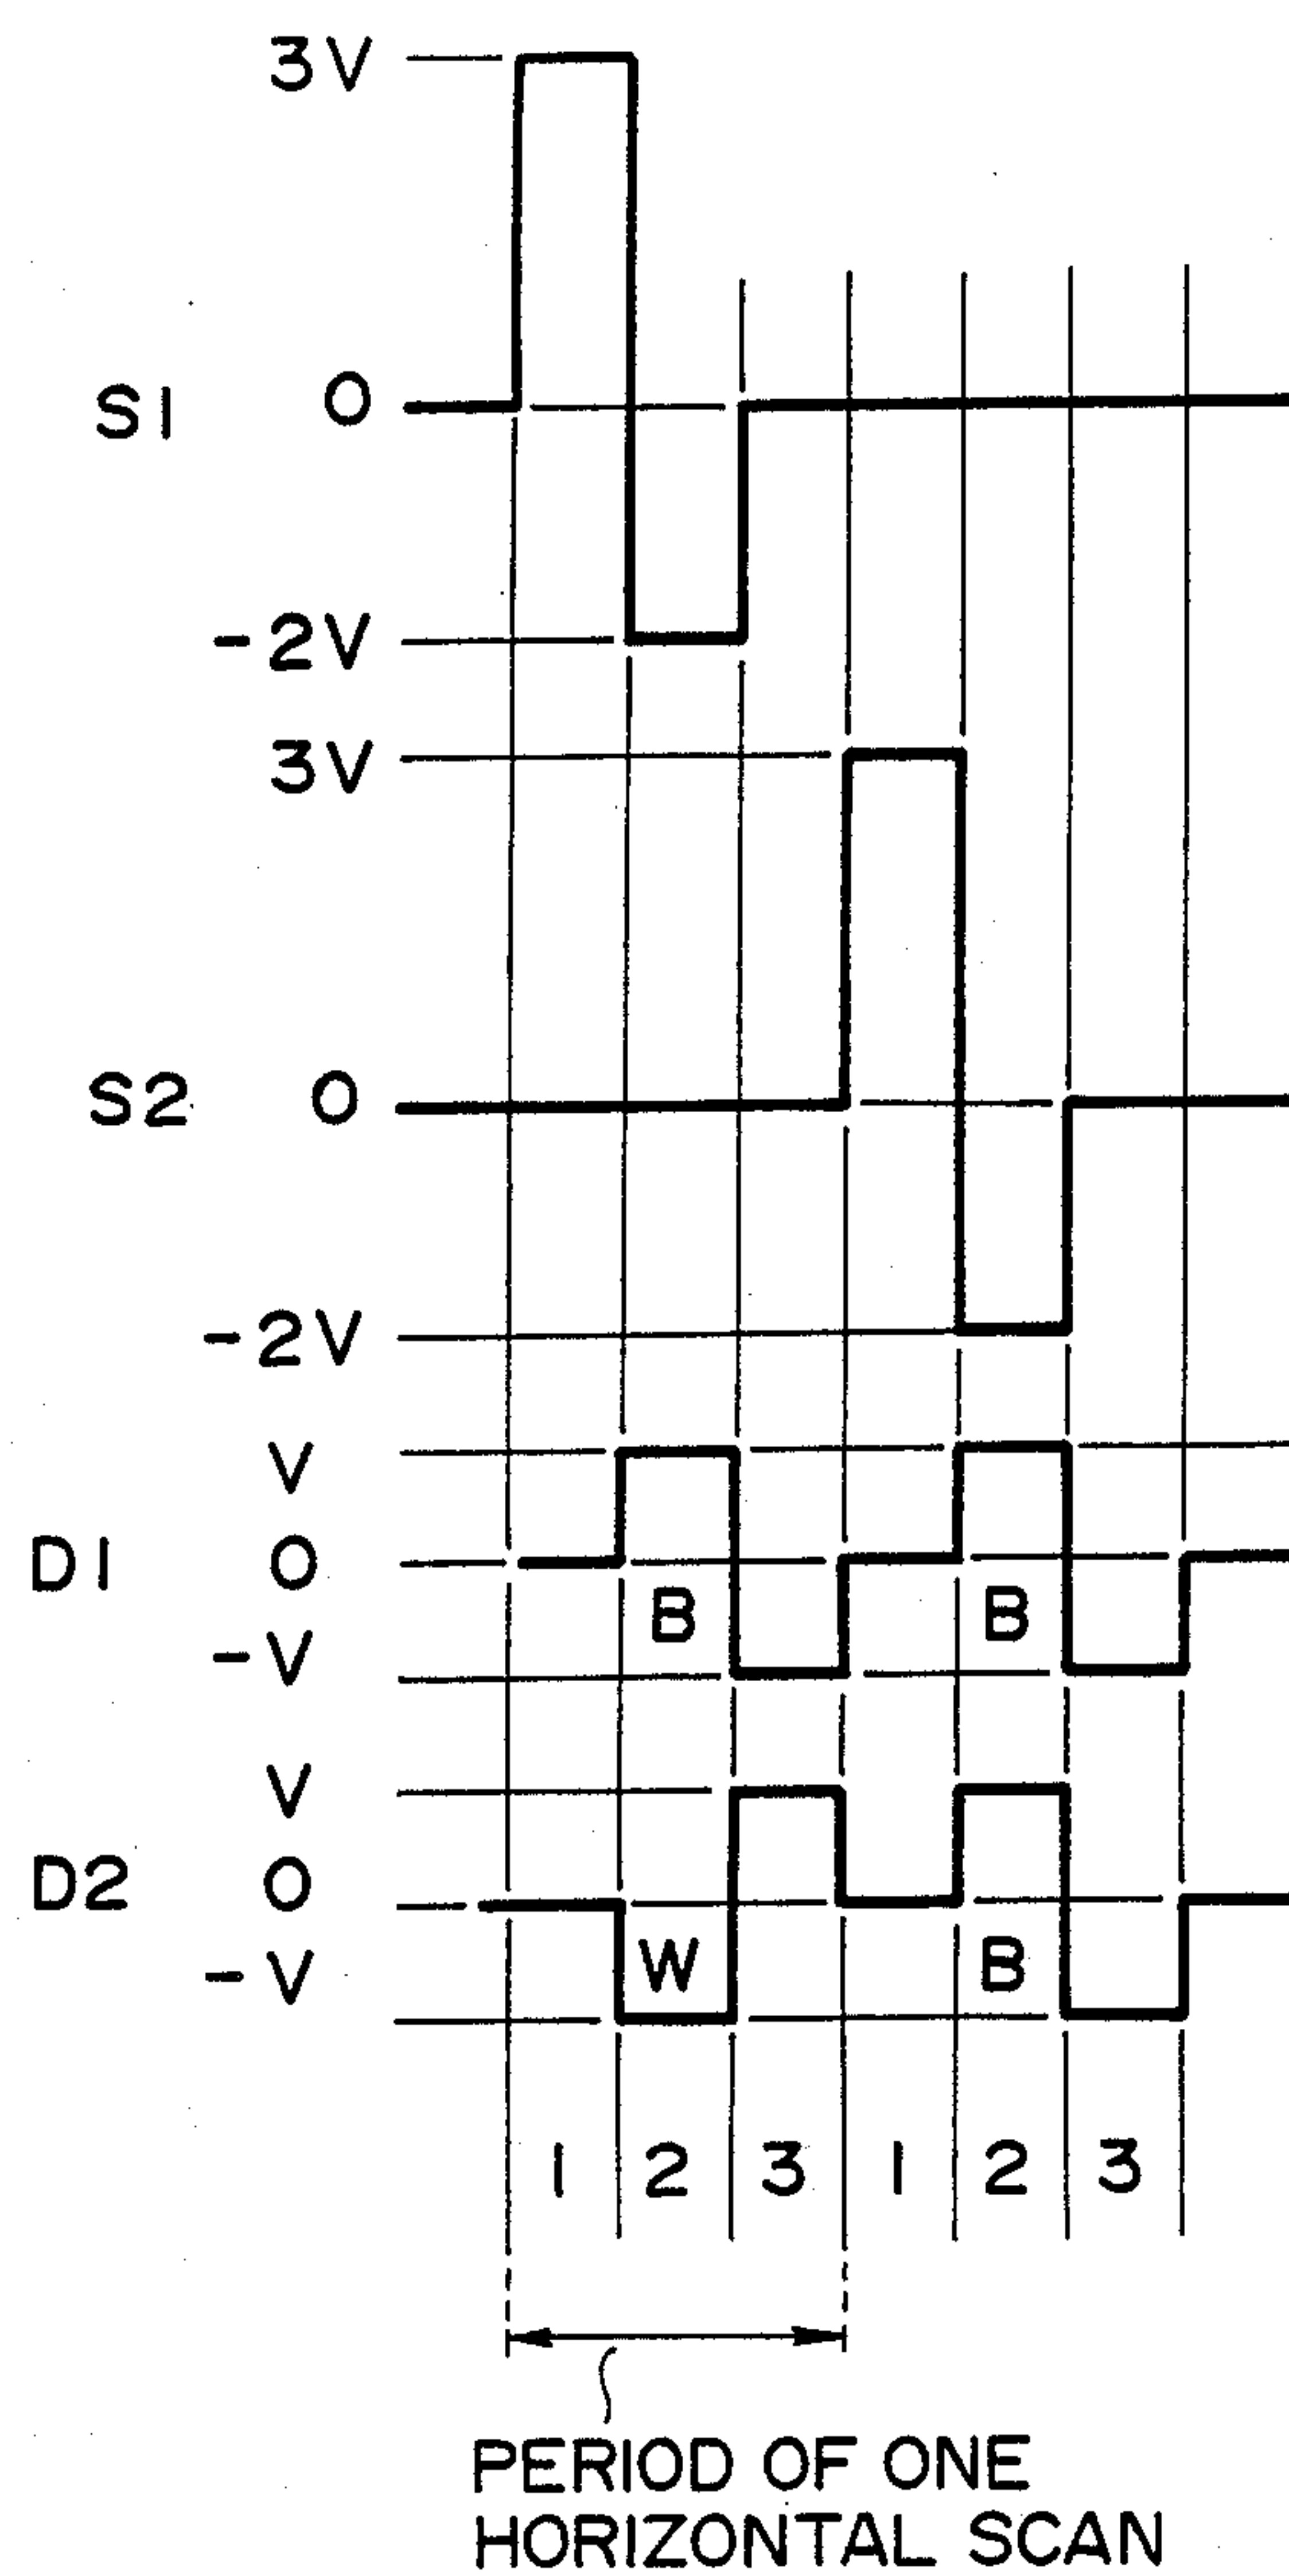 3V
S1 0
-2V
3V
S2 0
-2V
V
D1 0
-V
B B
V
D2 0
-V
W B
1 2 3 1 2 3
PERIOD OF ONE
HORIZONTAL SCAN